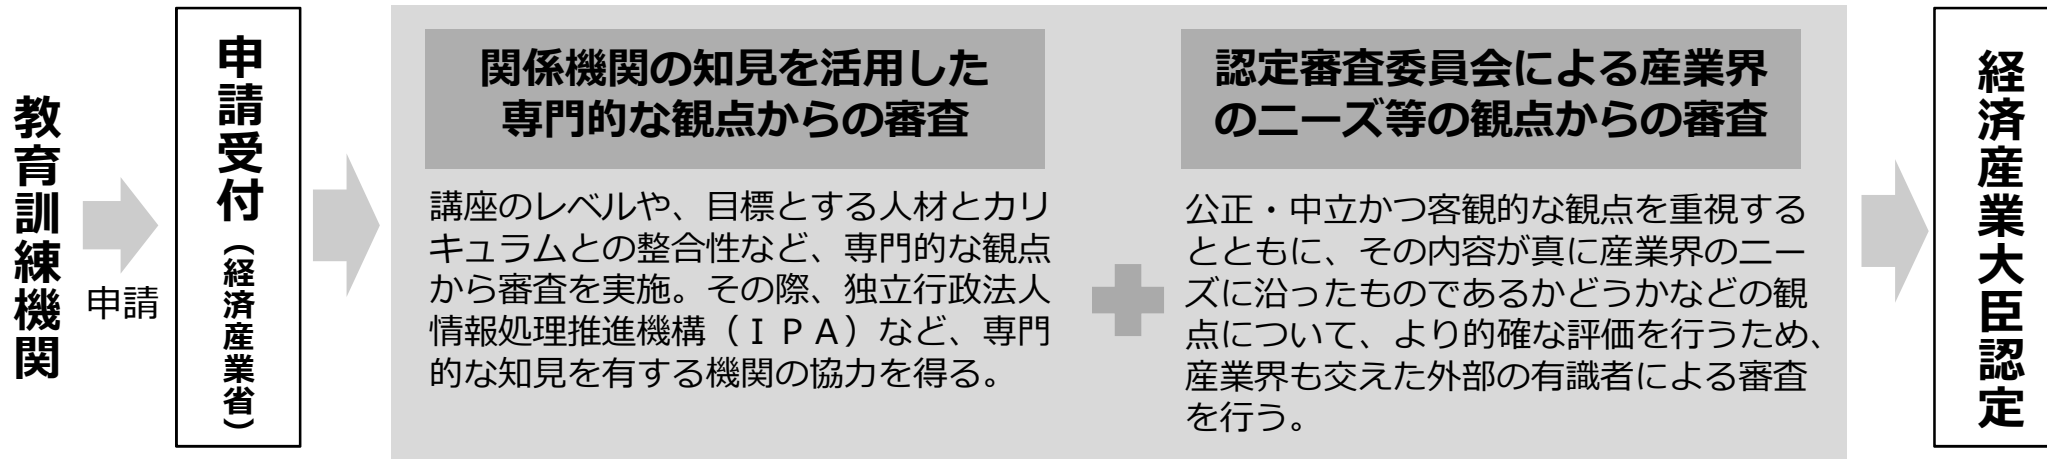 教育訓練機関
申請
申請受付（経済産業省）
関係機関の知見を活用した
専門的な観点からの審査
講座のレベルや、目標とする人材とカリ
キュラムとの整合性など、専門的な観点
から審査を実施。その際、独立行政法人
情報処理推進機構（ＩＰＡ）など、専門
的な知見を有する機関の協力を得る。
認定審査委員会による産業界
のニーズ等の観点からの審査
公正・中立かつ客観的な観点を重視する
とともに、その内容が真に産業界のニー
ズに沿ったものであるかどうかなどの観
点について、より的確な評価を行うため、
産業界も交えた外部の有識者による審査
を行う。
経済産業大臣認定